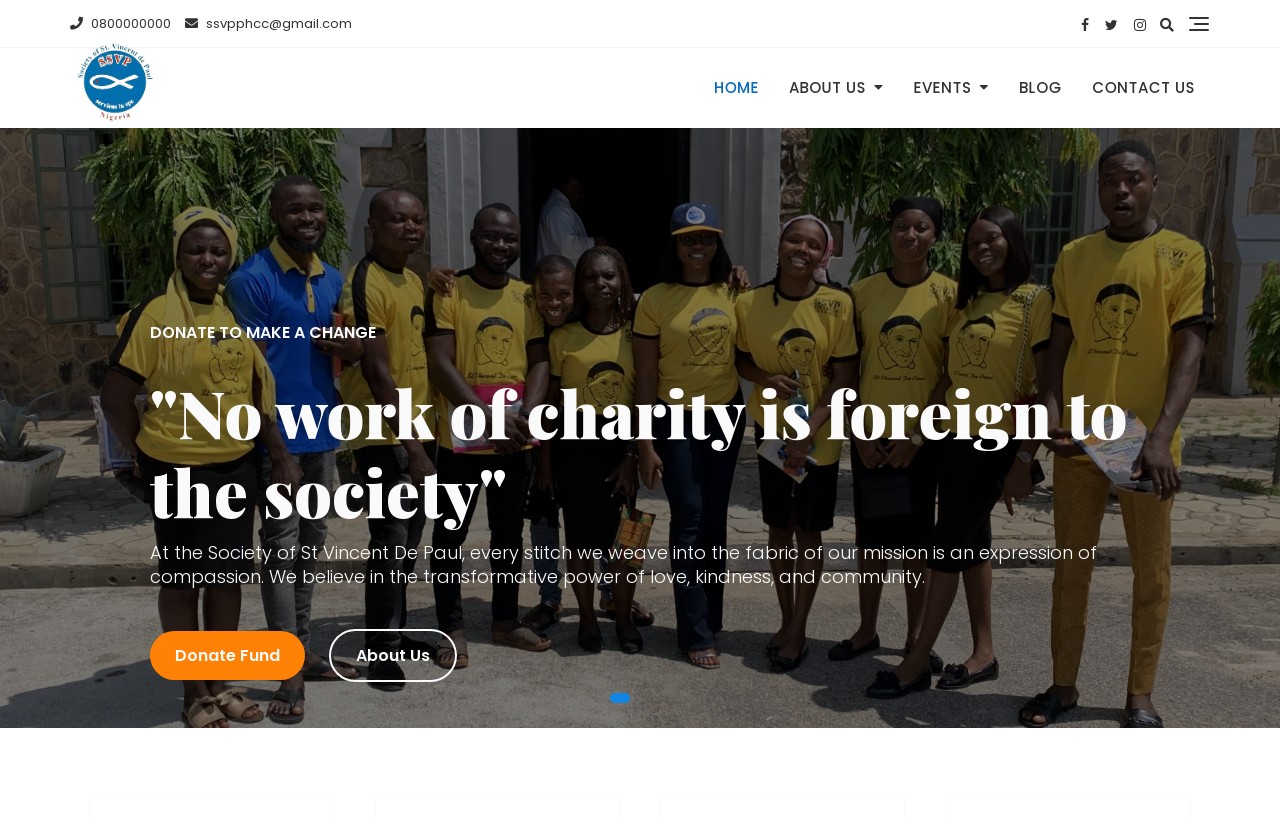 0800000000 ssvpphcc@gmail.com
Society of St. Vincent de Paul
SSVP
serviens in spe
Nigeria
HOME ABOUT US EVENTS BLOG CONTACT US
DONATE TO MAKE A CHANGE
"No work of charity is foreign to
the society"
At the Society of St Vincent De Paul, every stitch we weave into the fabric of our mission is an expression of
compassion. We believe in the transformative power of love, kindness, and community.
Donate Fund About Us